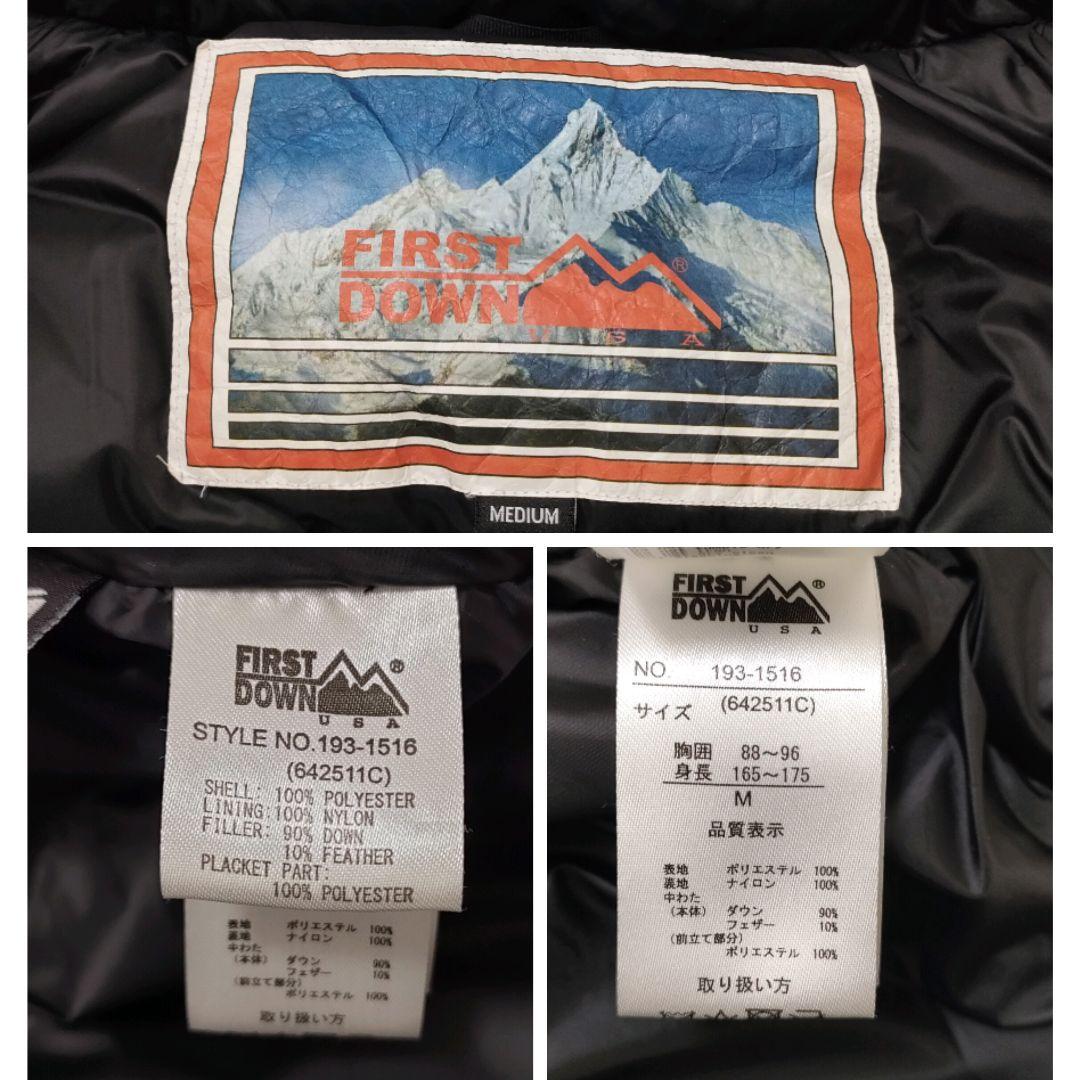 FIRST
DOWN
®
USA
MEDIUM
FIRST
DOWN
®
USA
STYLE NO.193-1516
(642511C)
SHELL: 100% POLYESTER
LINING:100% NYLON
FILLER: 90% DOWN
10% FEATHER
PLACKET PART:
100% POLYESTER
表地 ポリエステル 100%
裏地 ナイロン 100%
中わた
(本体) ダウン 90%
フェザー 10%
(前立て部分)
ポリエステル 100%
取り扱い方
FIRST
DOWN
®
USA
NO. 193-1516
サイズ (642511C)
胸囲 88～96
身長 165～175
M
品質表示
表地 ポリエステル 100%
裏地 ナイロン 100%
中わた
(本体) ダウン 90%
フェザー 10%
(前立て部分)
ポリエステル 100%
取り扱い方